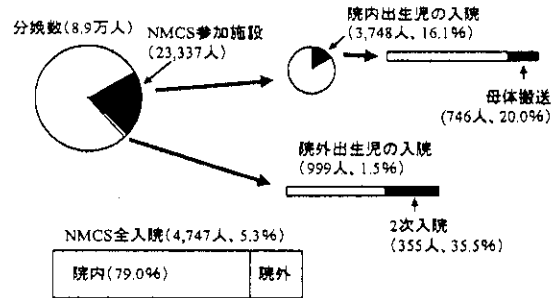 分娩数(8.9万人)
NMCS参加施設
(23,337人)
院内出生児の入院
(3,748人、16.1%)
母体搬送
(746人、20.0%)
院外出生児の入院
(999人、1.5%)
2次入院
(355人、35.5%)
NMCS全入院(4,747人、5.3%)
院内(79.0%)
院外